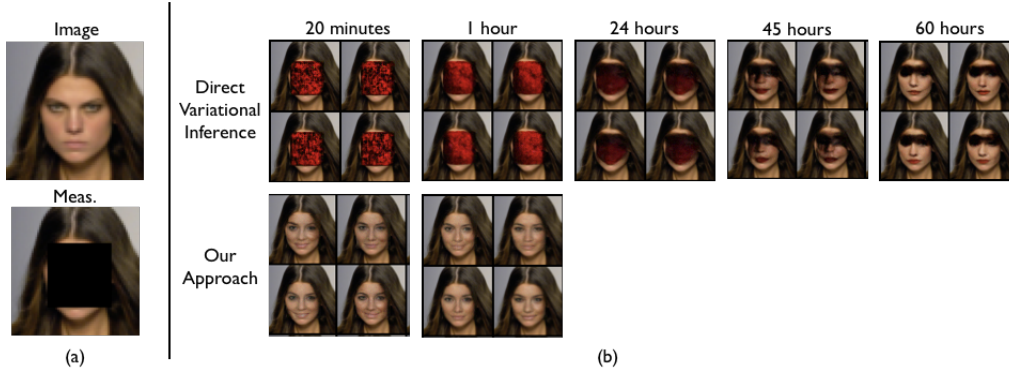 Image
Meas.
(a)
20 minutes
1 hour
24 hours
45 hours
60 hours
Direct
Variational
Inference
Our
Approach
(b)